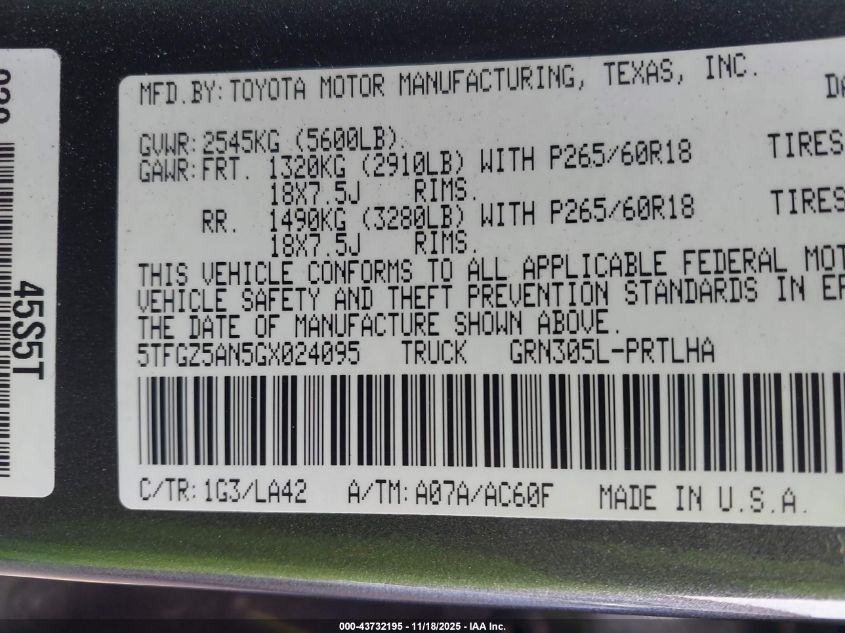 MFD.BY:TOYOTA MOTOR MANUFACTURING, TEXAS, INC. DA
GVWR:2545KG (5600LB).
GAWR:FRT. 1320KG (2910LB) WITH P265/60R18 TIRES
18X7.5J RIMS.
RR. 1490KG (3280LB) WITH P265/60R18 TIRES
18X7.5J RIMS.
THIS VEHICLE CONFORMS TO ALL APPLICABLE FEDERAL MOT
VEHICLE SAFETY AND THEFT PREVENTION STANDARDS IN EF
THE DATE OF MANUFACTURE SHOWN ABOVE.
5TFGZ5AN5GX024095 TRUCK GRN305L-PRTLHA
C/TR:1G3/LA42 A/TM:A07A/AC60F MADE IN U.S.A.
45S5T
000-43732195 - 11/18/2025 - IAA Inc.